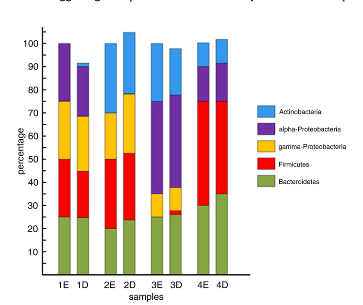 percentage
100
90
80
70
60
50
40
30
20
10
1E 1D 2E 2D 3E 3D 4E 4D
samples
Actinobacteria
alpha-Proteobacteria
gamma-Proteobacteria
Firmicutes
Bacteroidetes